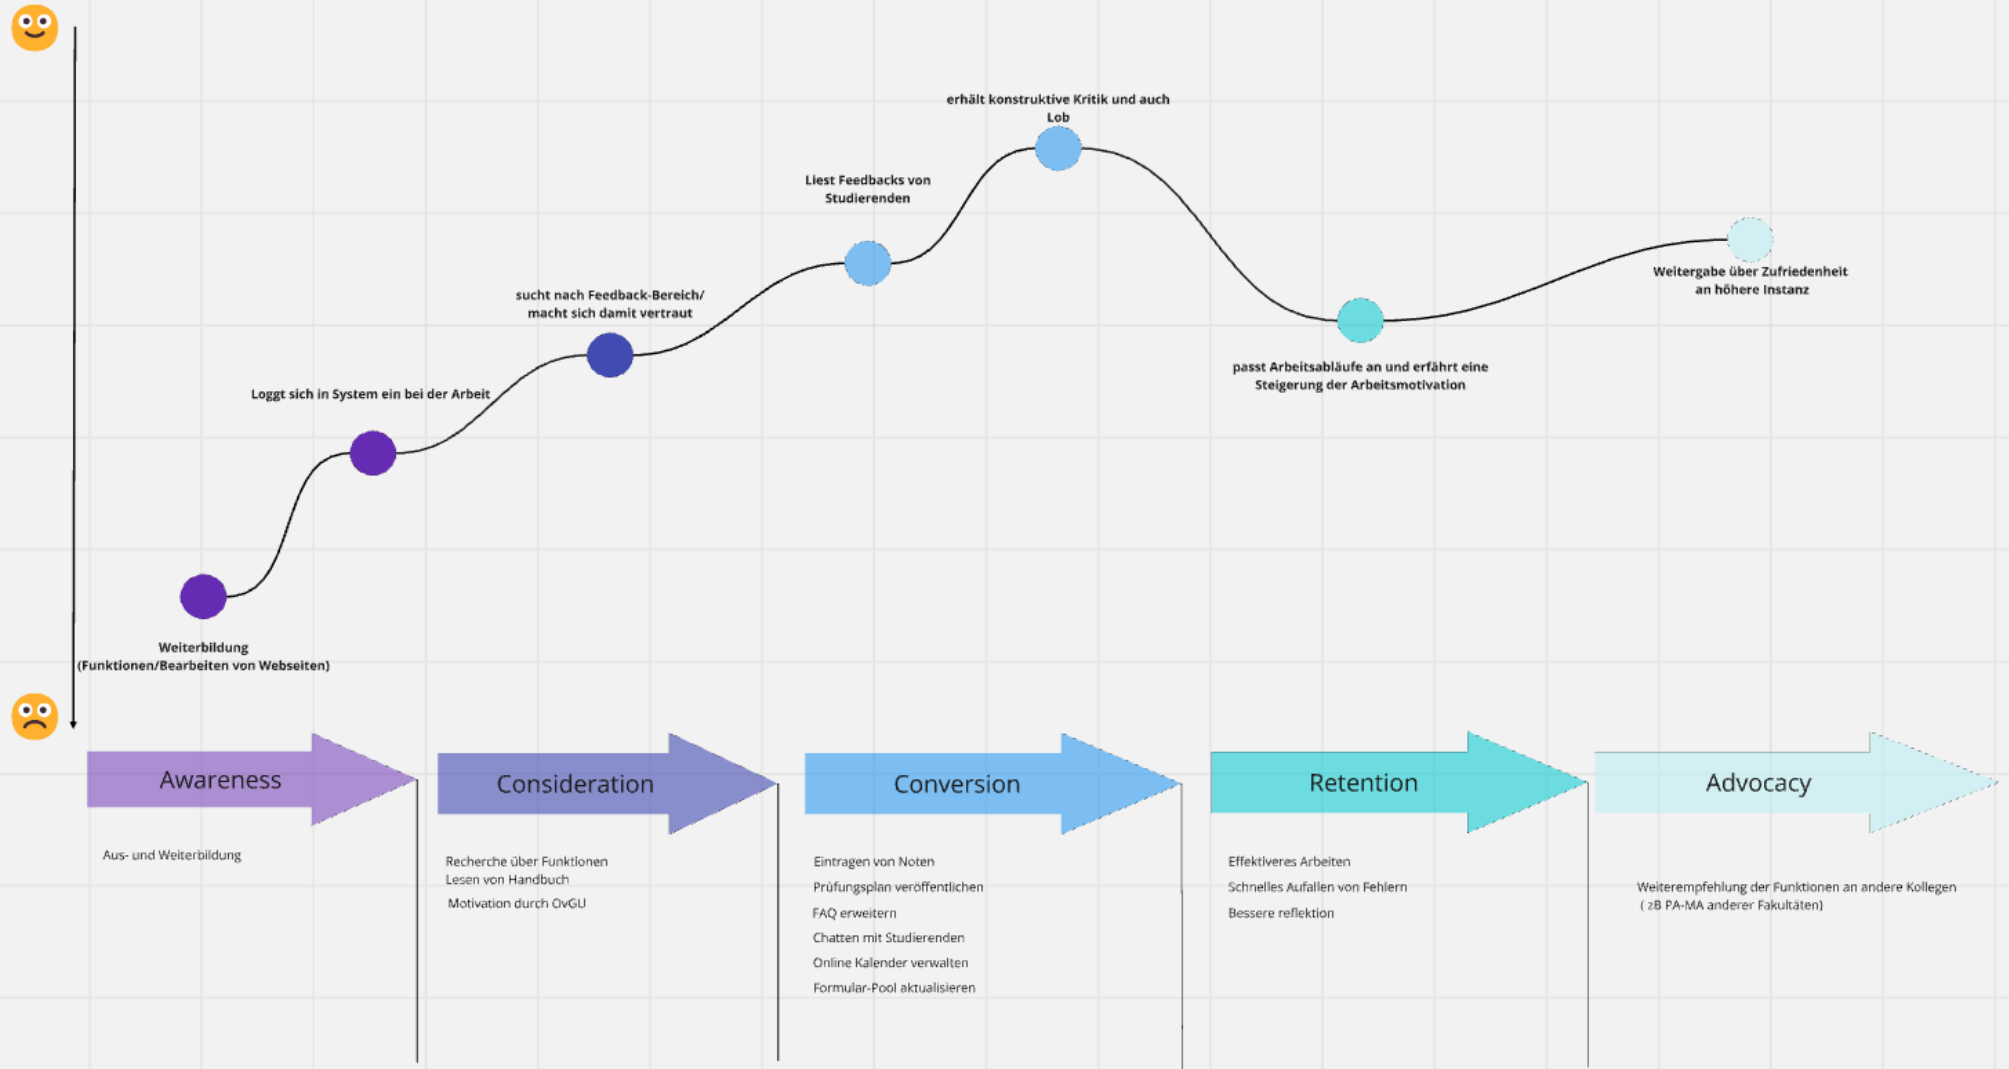 erhält konstruktive Kritik und auch
Lob
Liest Feedbacks von
Studierenden
sucht nach Feedback-Bereich/
macht sich damit vertraut
Loggt sich in System ein bei der Arbeit
Weiterbildung
(Funktionen/Bearbeiten von Webseiten)
passt Arbeitsabläufe an und erfährt eine
Steigerung der Arbeitsmotivation
Weitergabe über Zufriedenheit
an höhere Instanz
Awareness
Aus- und Weiterbildung
Consideration
Recherche über Funktionen
Lesen von Handbuch
Motivation durch OvGU
Conversion
Eintragen von Noten
Prüfungsplan veröffentlichen
FAQ erweitern
Chatten mit Studierenden
Online Kalender verwalten
Formular-Pool aktualisieren
Retention
Effektiveres Arbeiten
Schnelles Aufallen von Fehlern
Bessere reflektion
Advocacy
Weiterempfehlung der Funktionen an andere Kollegen
( zB PA-MA anderer Fakultäten)